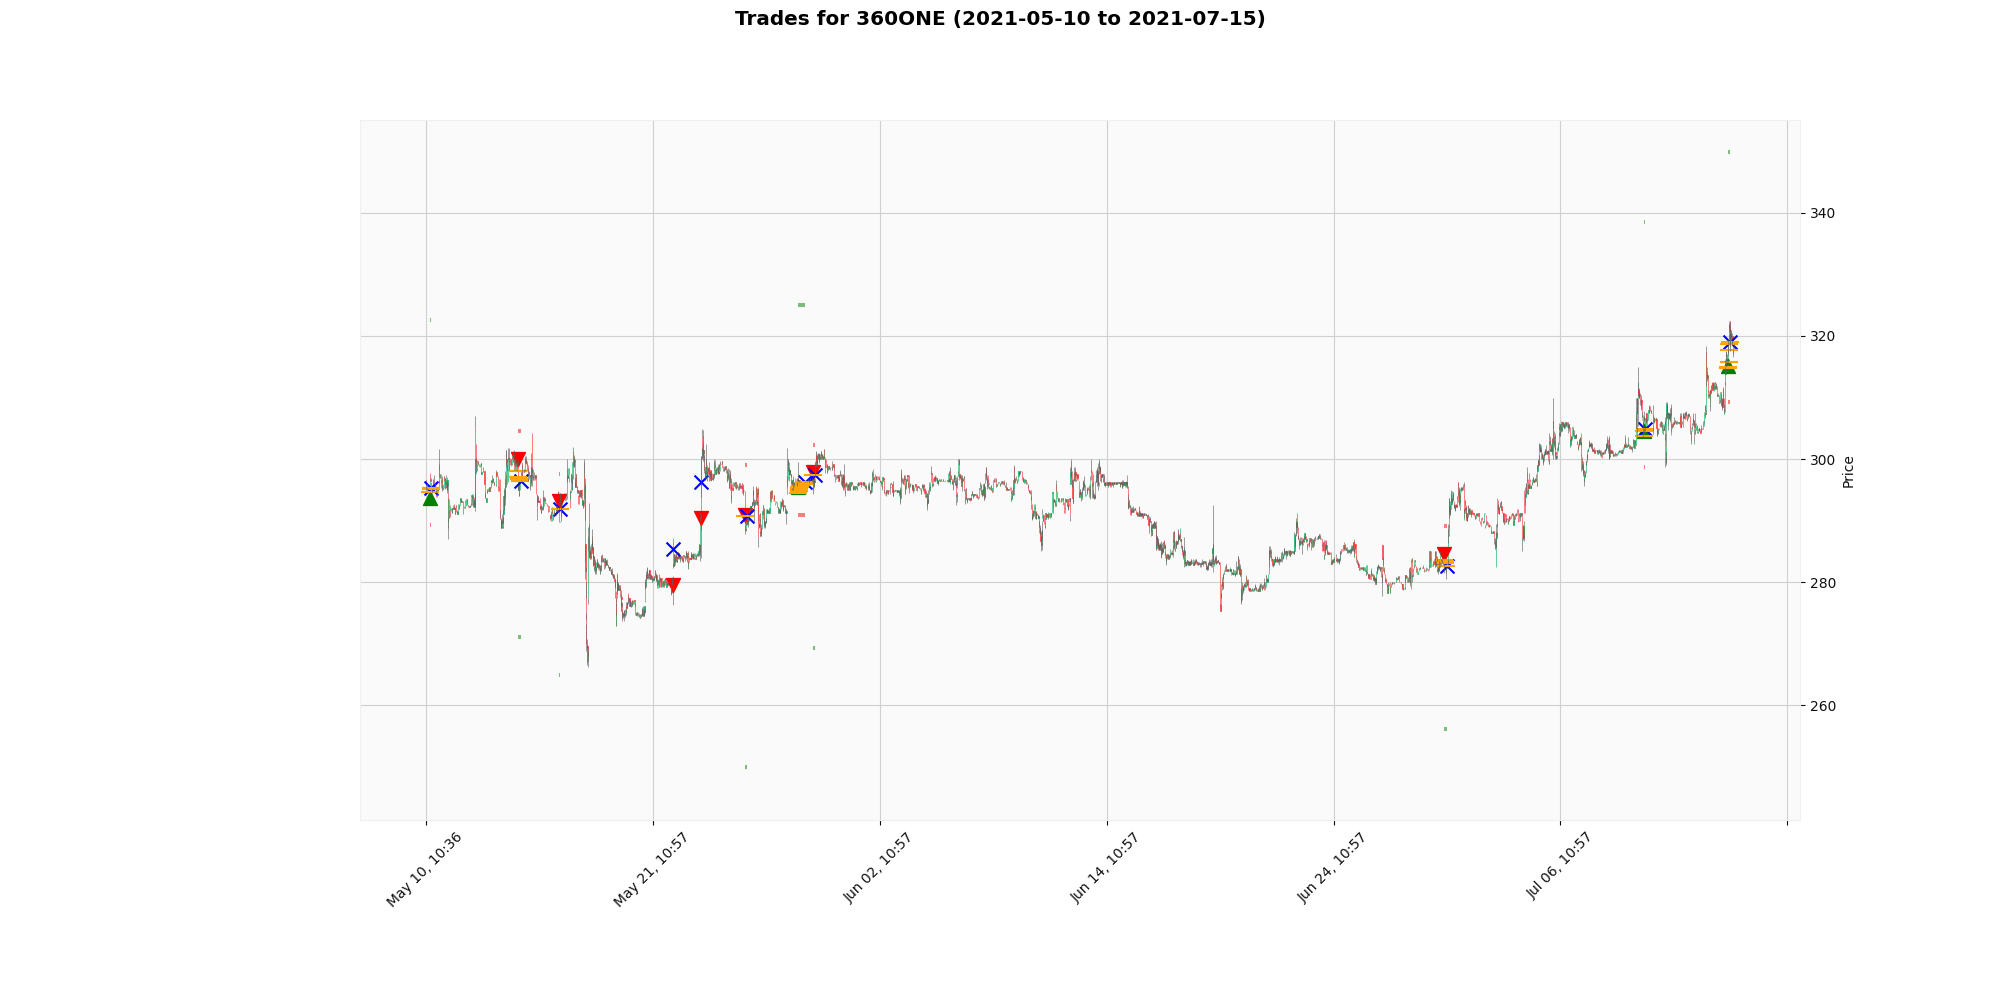 Trades for 360ONE (2021-05-10 to 2021-07-15)
340
320
300
280
260
Price
May 10, 10:36
May 21, 10:57
Jun 02, 10:57
Jun 14, 10:57
Jun 24, 10:57
Jul 06, 10:57